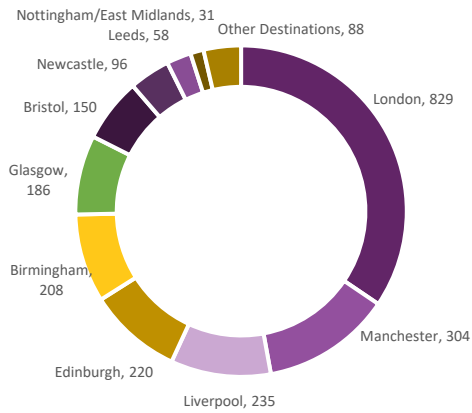 Nottingham/East Midlands, 31
Leeds, 58
Other Destinations, 88
Newcastle, 96
London, 829
Bristol, 150
Glasgow,
186
Birmingham,
208
Manchester, 304
Edinburgh, 220
Liverpool, 235